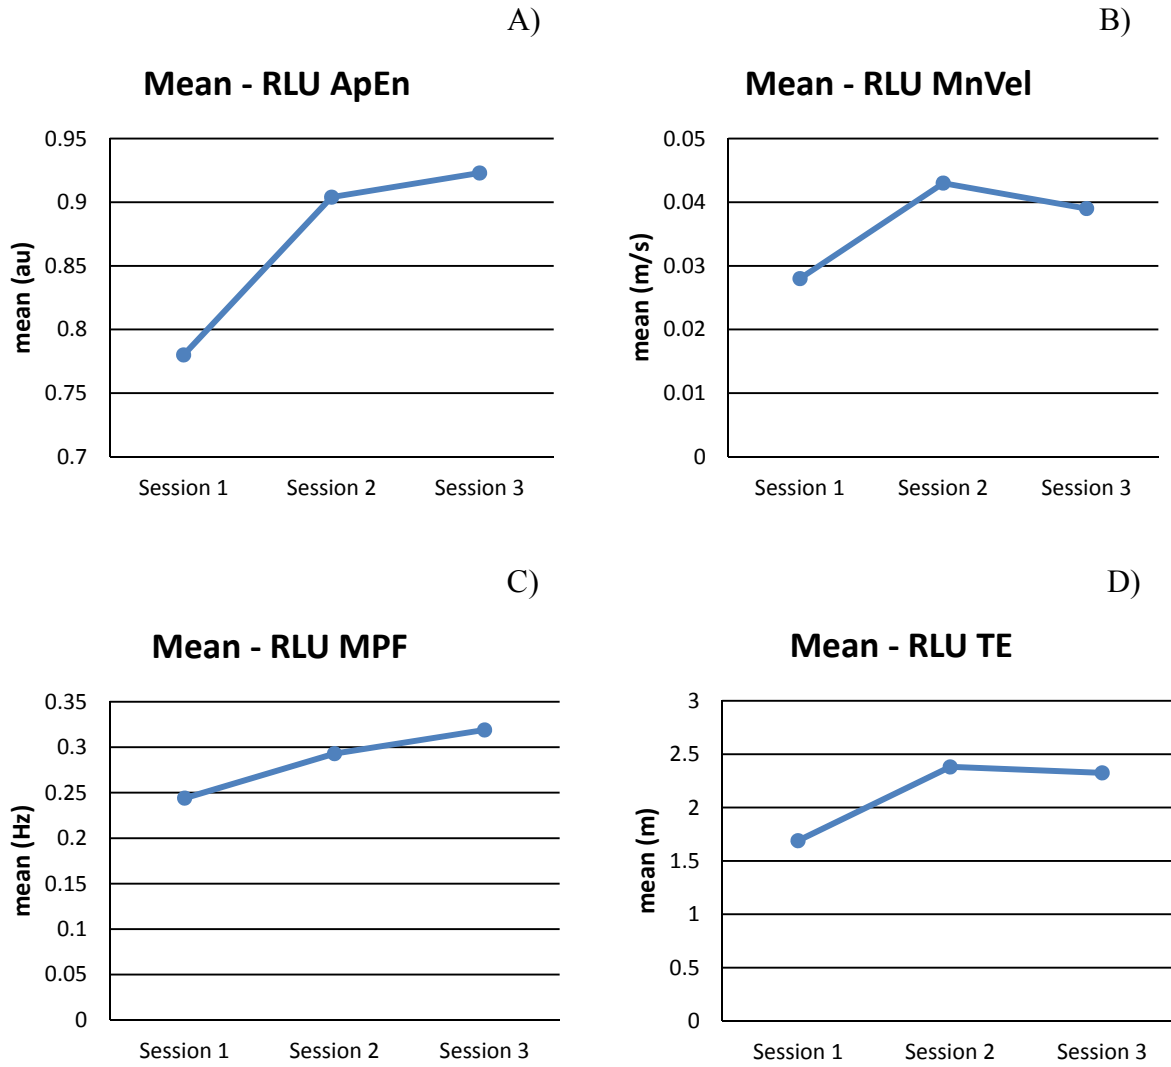 A)
Mean - RLU ApEn
0.95
0.9
0.85
0.8
0.75
0.7
mean (au)
Session 1 Session 2 Session 3
B)
Mean - RLU MnVel
0.05
0.04
0.03
0.02
0.01
0
mean (m/s)
Session 1 Session 2 Session 3
C)
Mean - RLU MPF
0.35
0.3
0.25
0.2
0.15
0.1
0.05
0
mean (Hz)
Session 1 Session 2 Session 3
D)
Mean - RLU TE
3
2.5
2
1.5
1
0.5
0
mean (m)
Session 1 Session 2 Session 3